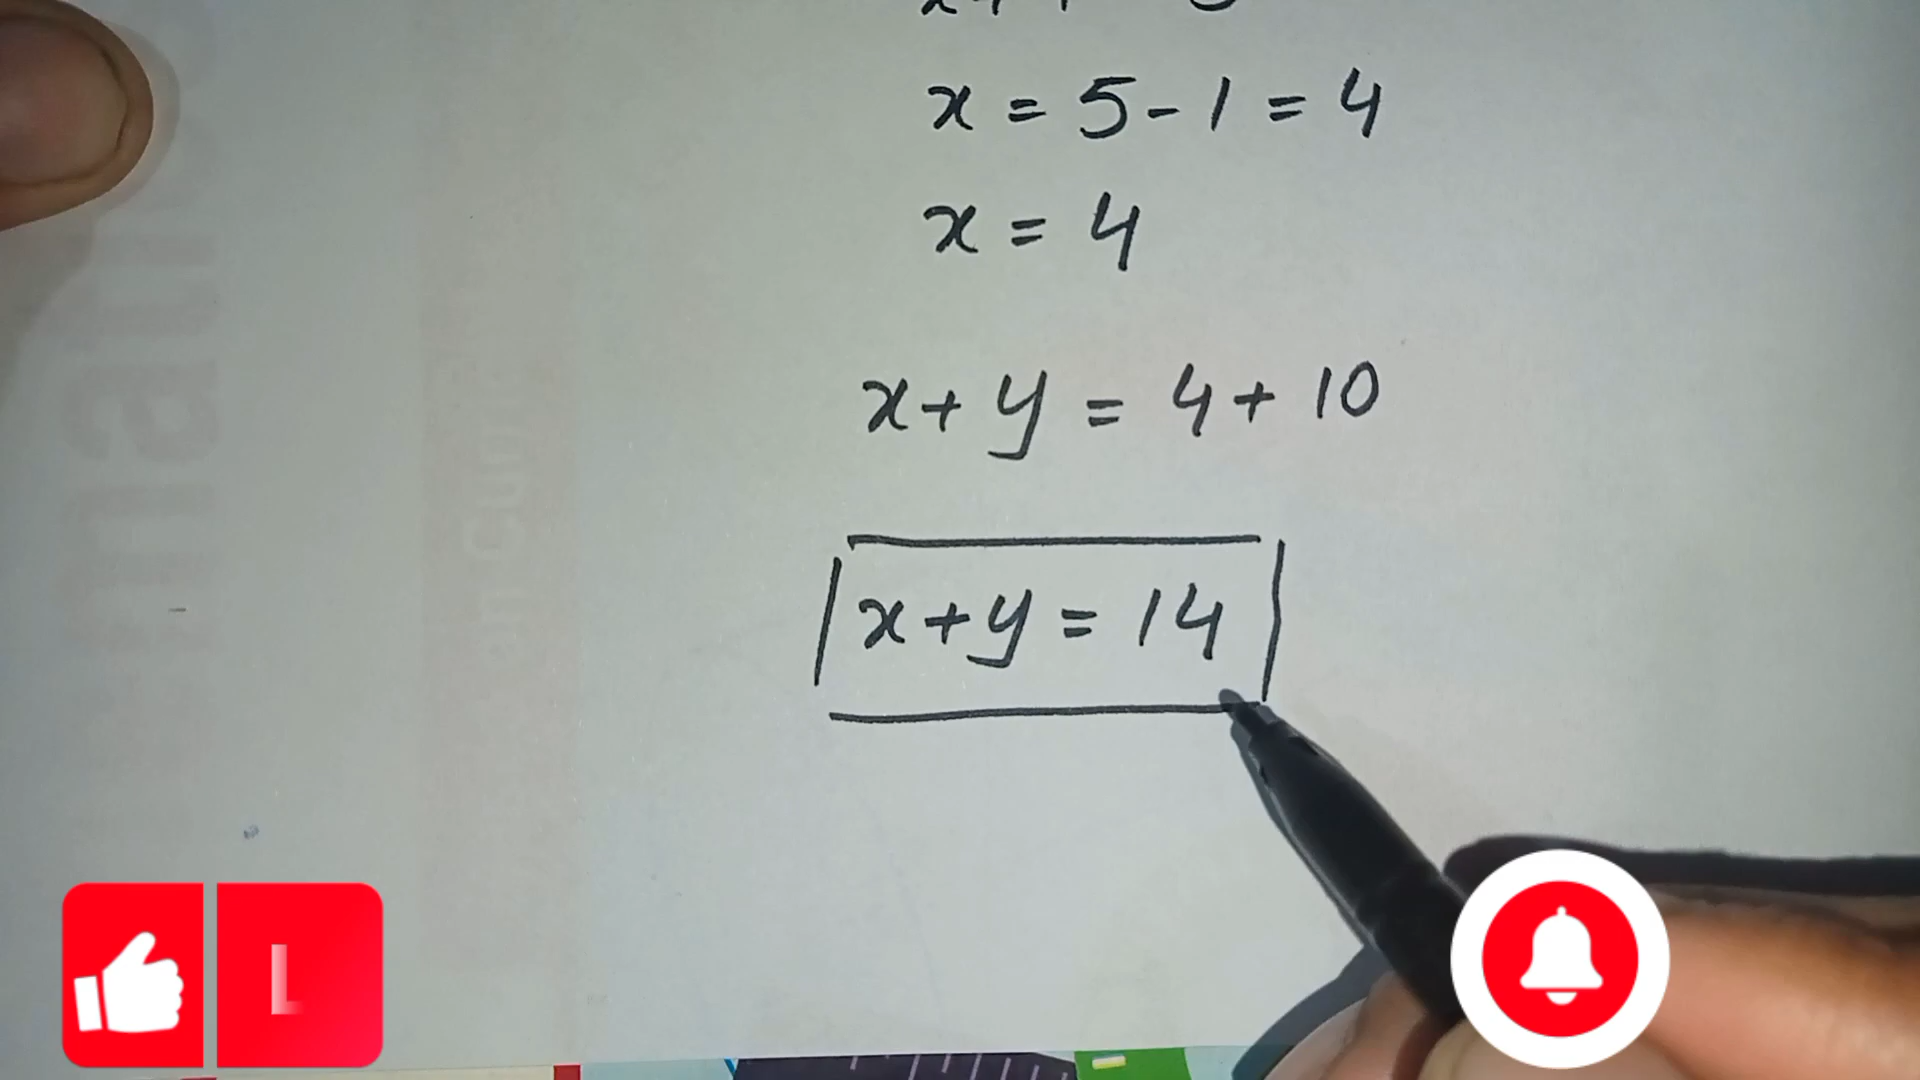 x = 5 - 1 = 4
x = 4
x + y = 4 + 10
x + y = 14
L